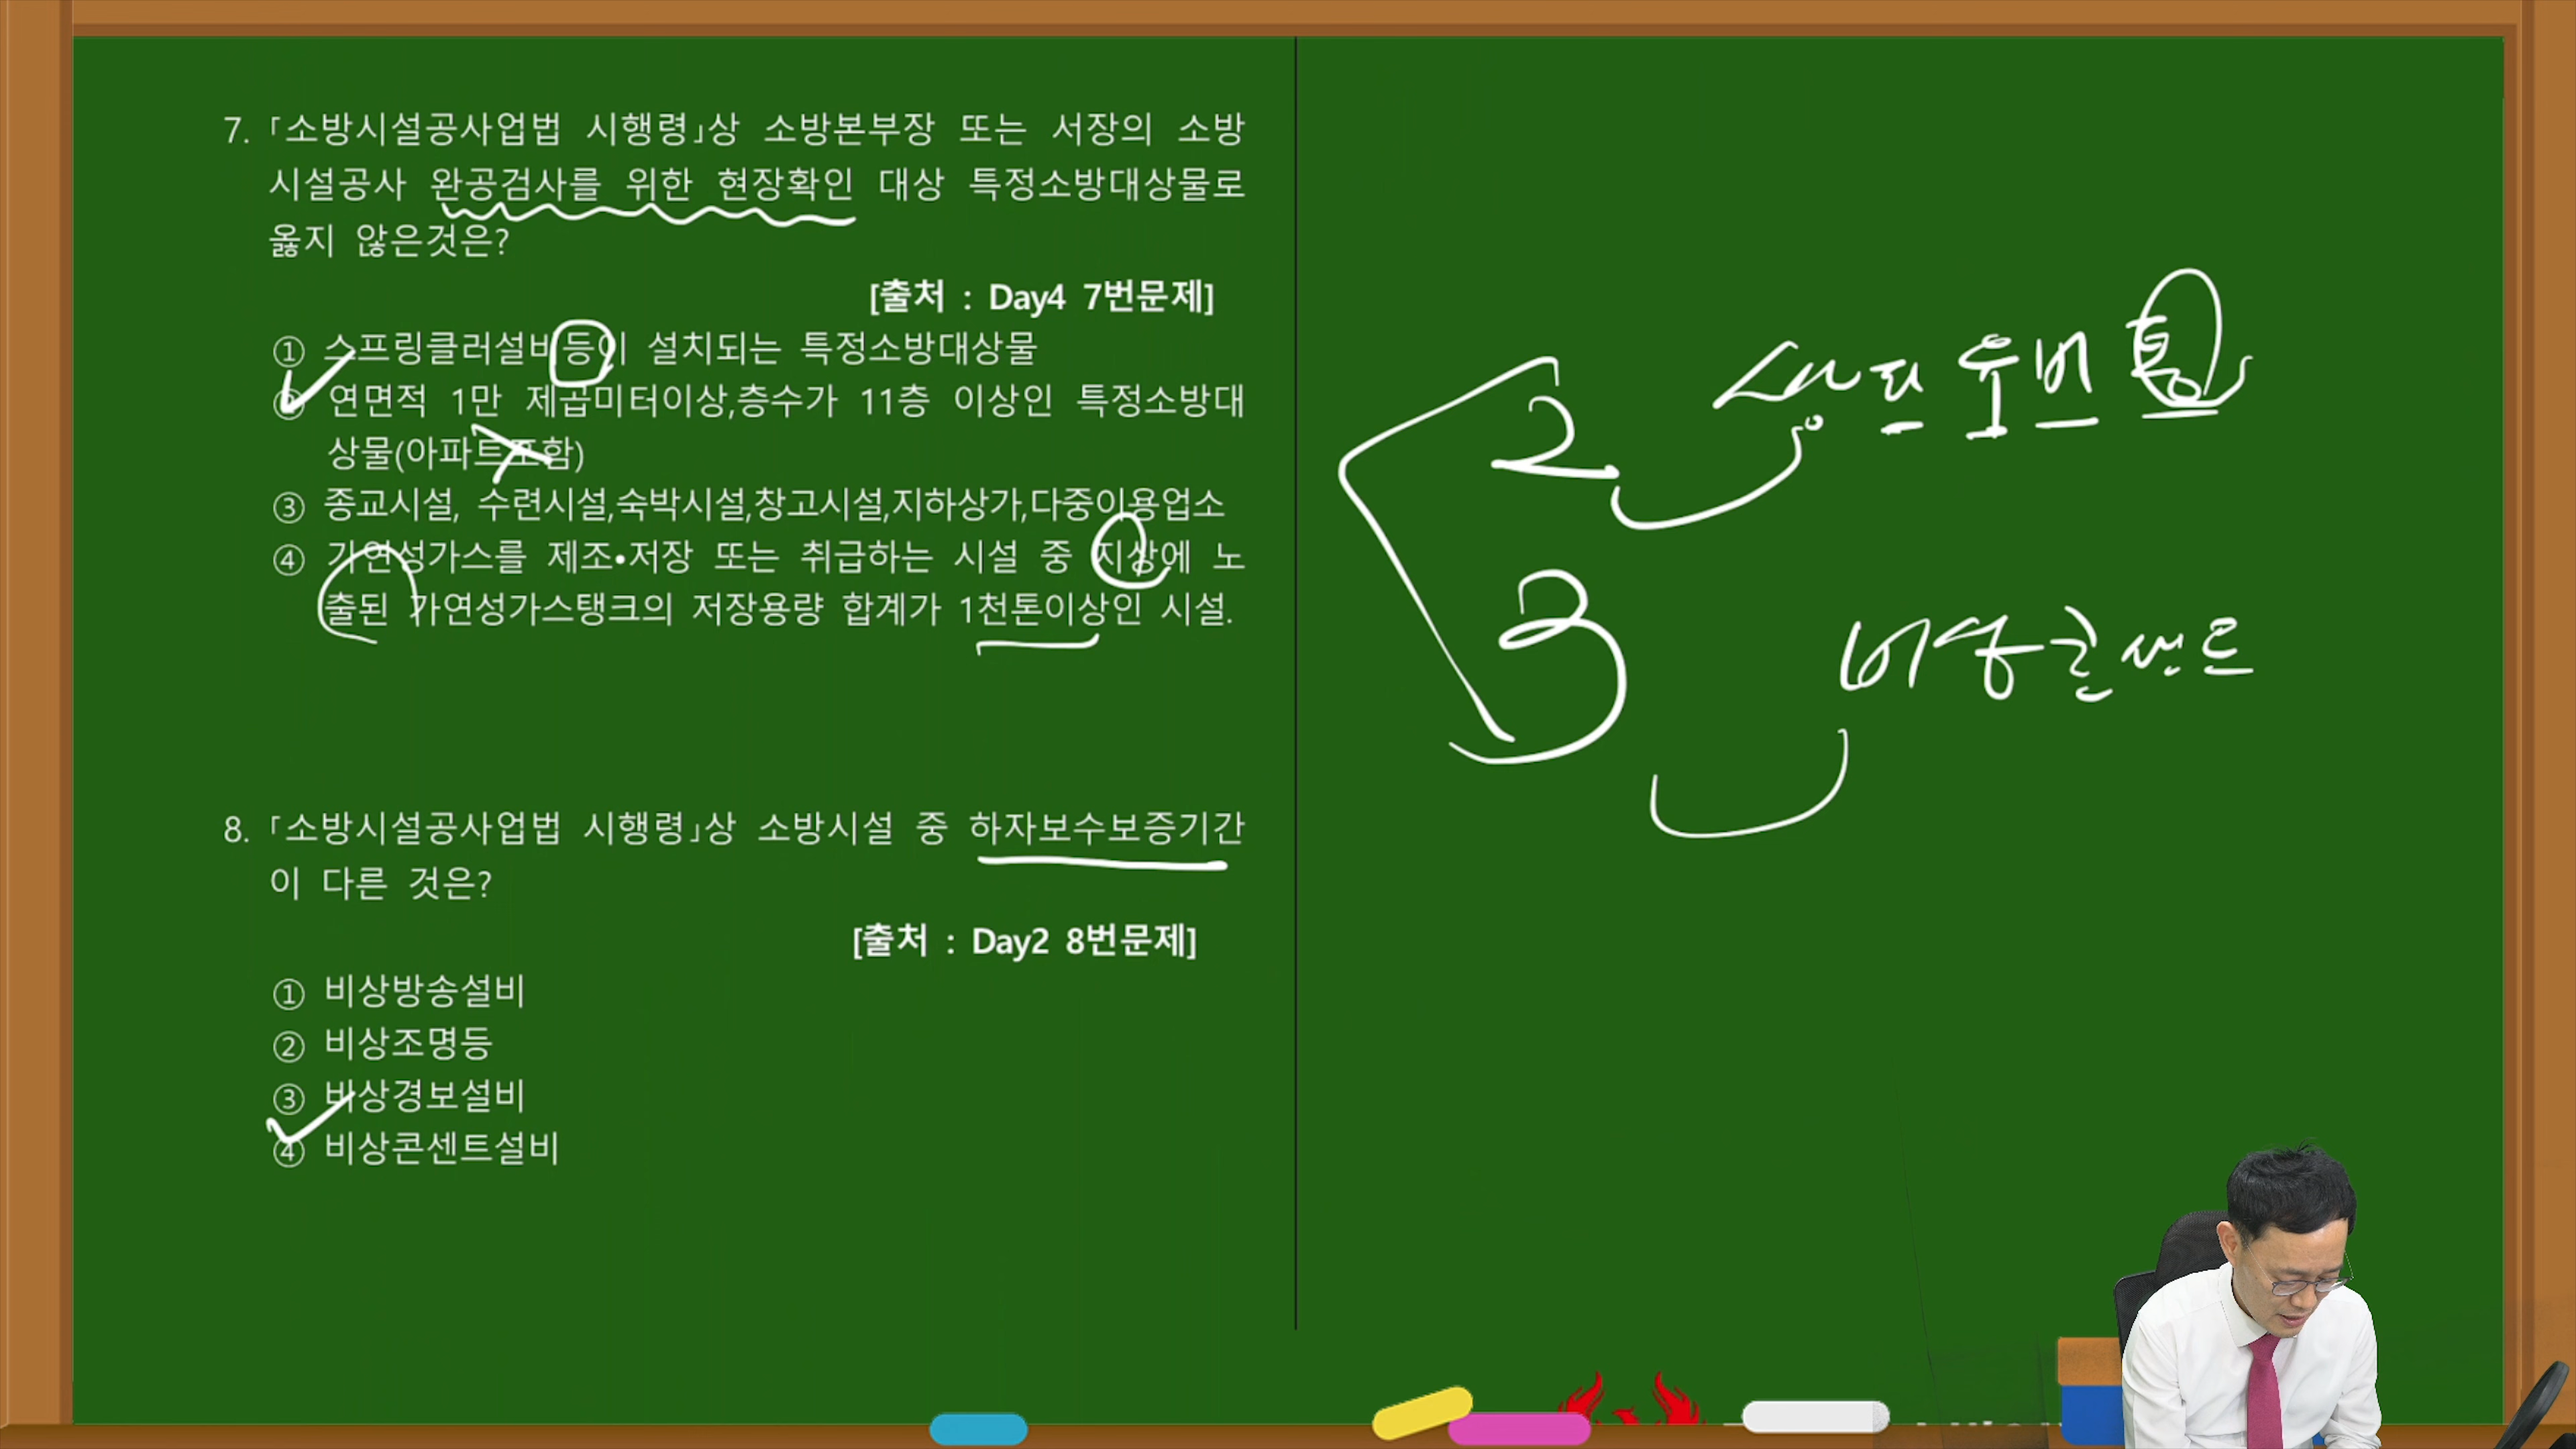 7. ｢소방시설공사업법 시행령｣상 소방본부장 또는 서장의 소방
시설공사 완공검사를 위한 현장확인 대상 특정소방대상물로
옳지 않은것은?
[출처 : Day4 7번문제]
① 스프링클러설비등이 설치되는 특정소방대상물
② 연면적 1만 제곱미터이상,층수가 11층 이상인 특정소방대
상물(아파트포함)
③ 종교시설, 수련시설,숙박시설,창고시설,지하상가,다중이용업소
④ 가연성가스를 제조•저장 또는 취급하는 시설 중 지상에 노
출된 가연성가스탱크의 저장용량 합계가 1천톤이상인 시설.
8. ｢소방시설공사업법 시행령｣상 소방시설 중 하자보수보증기간
이 다른 것은?
[출처 : Day2 8번문제]
① 비상방송설비
② 비상조명등
③ 비상경보설비
④ 비상콘센트설비
2
3
비상콘센트